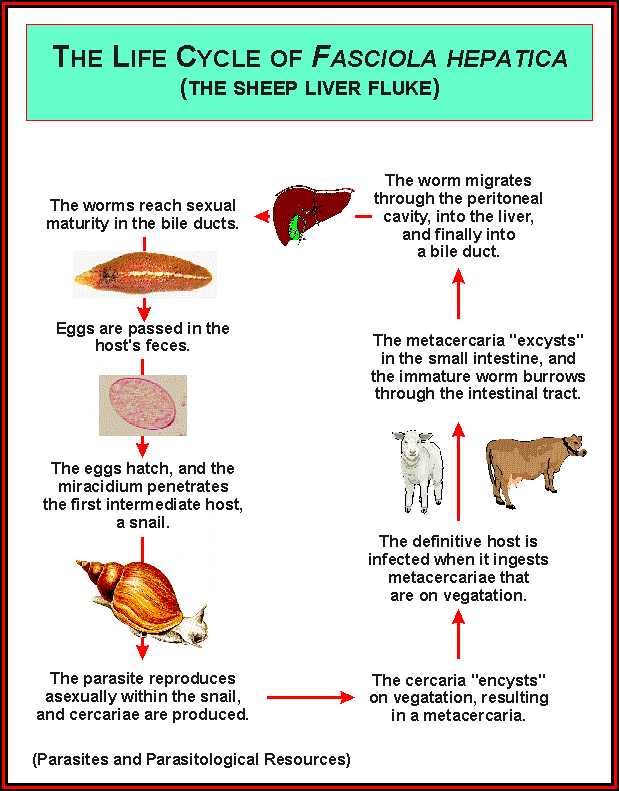 THE LIFE CYCLE OF FASCIOLA HEPATICA
(THE SHEEP LIVER FLUKE)
The worms reach sexual
maturity in the bile ducts.
Eggs are passed in the
host's feces.
The eggs hatch, and the
miracidium penetrates
the first intermediate host,
a snail.
The parasite reproduces
asexually within the snail,
and cercariae are produced.
The cercaria "encysts"
on vegatation, resulting
in a metacercaria.
The definitive host is
infected when it ingests
metacercariae that
are on vegatation.
The metacercaria "excysts"
in the small intestine, and
the immature worm burrows
through the intestinal tract.
The worm migrates
through the peritoneal
cavity, into the liver,
and finally into
a bile duct.
(Parasites and Parasitological Resources)